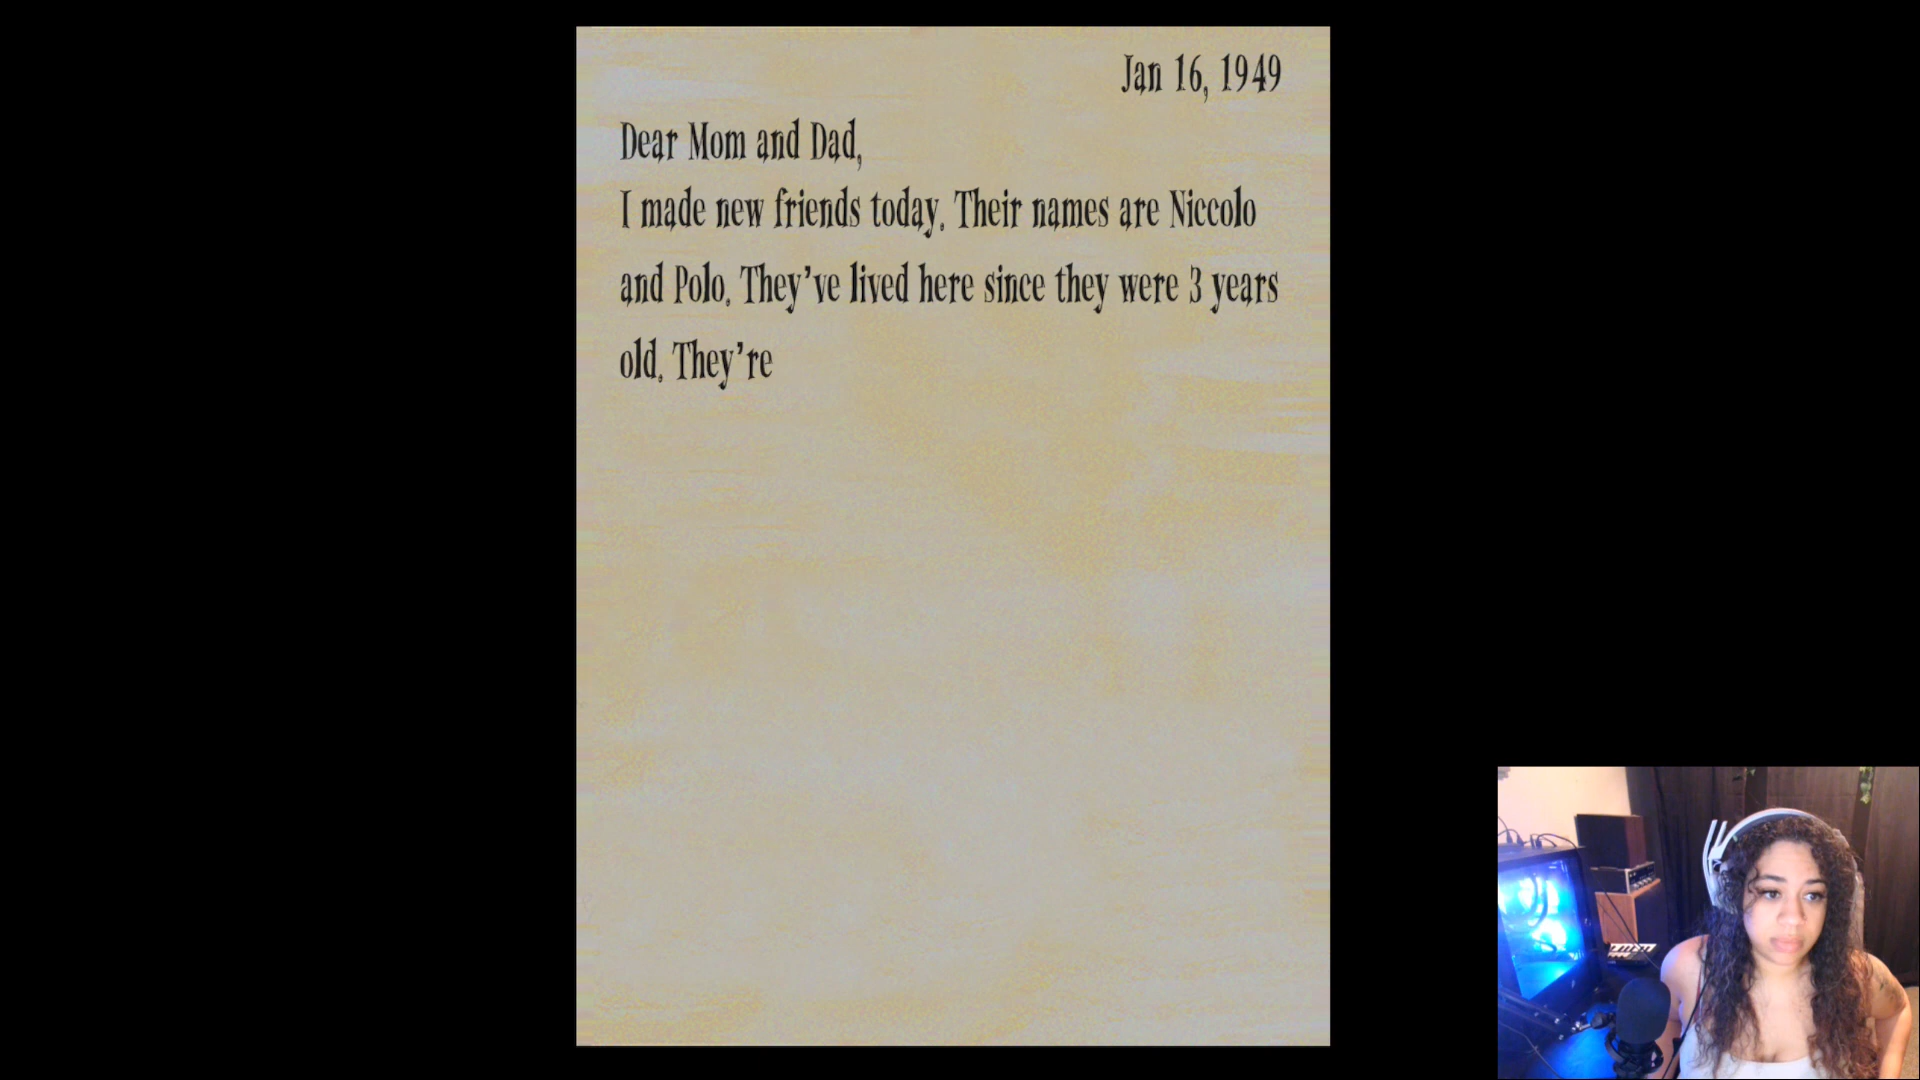 Jan 16, 1949
Dear Mom and Dad,
I made new friends today. Their names are Niccolo
and Polo. They’ve lived here since they were 3 years
old. They’re